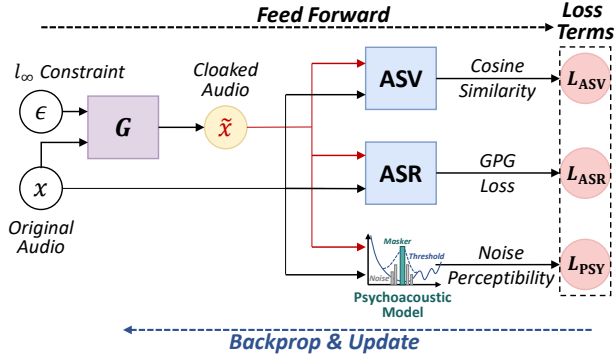 Feed Forward
Loss
Terms
l∞ Constraint
Cloaked
Audio
ϵ
G
x̃
ASV
Cosine
Similarity
L_ASV
x
Original
Audio
ASR
GPG
Loss
L_ASR
Masker
Threshold
Noise
Psychoacoustic
Model
Noise
Perceptibility
L_PSY
Backprop & Update